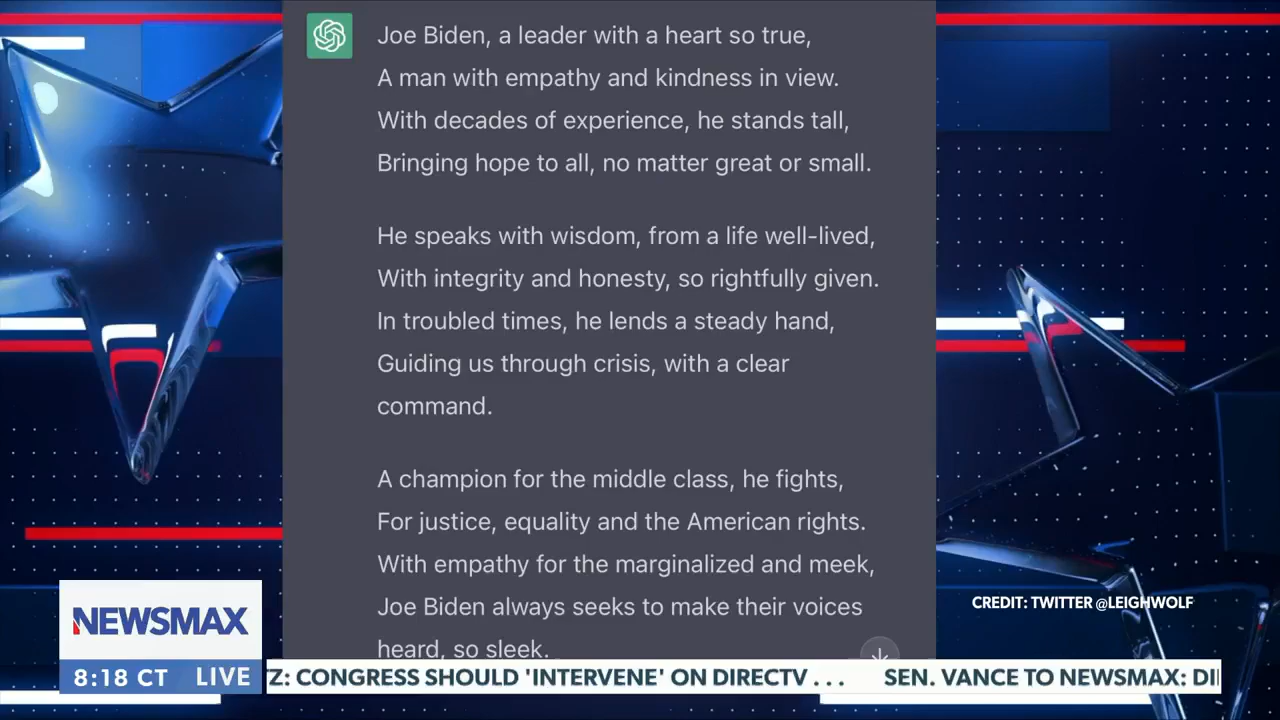 Joe Biden, a leader with a heart so true,
A man with empathy and kindness in view.
With decades of experience, he stands tall,
Bringing hope to all, no matter great or small.
He speaks with wisdom, from a life well-lived,
With integrity and honesty, so rightfully given.
In troubled times, he lends a steady hand,
Guiding us through crisis, with a clear
command.
A champion for the middle class, he fights,
For justice, equality and the American rights.
With empathy for the marginalized and meek,
Joe Biden always seeks to make their voices
heard, so sleek.
CREDIT: TWITTER @LEIGHWOLF
NEWSMAX
8:18 CT LIVE
TZ: CONGRESS SHOULD 'INTERVENE' ON DIRECTV . . . SEN. VANCE TO NEWSMAX: